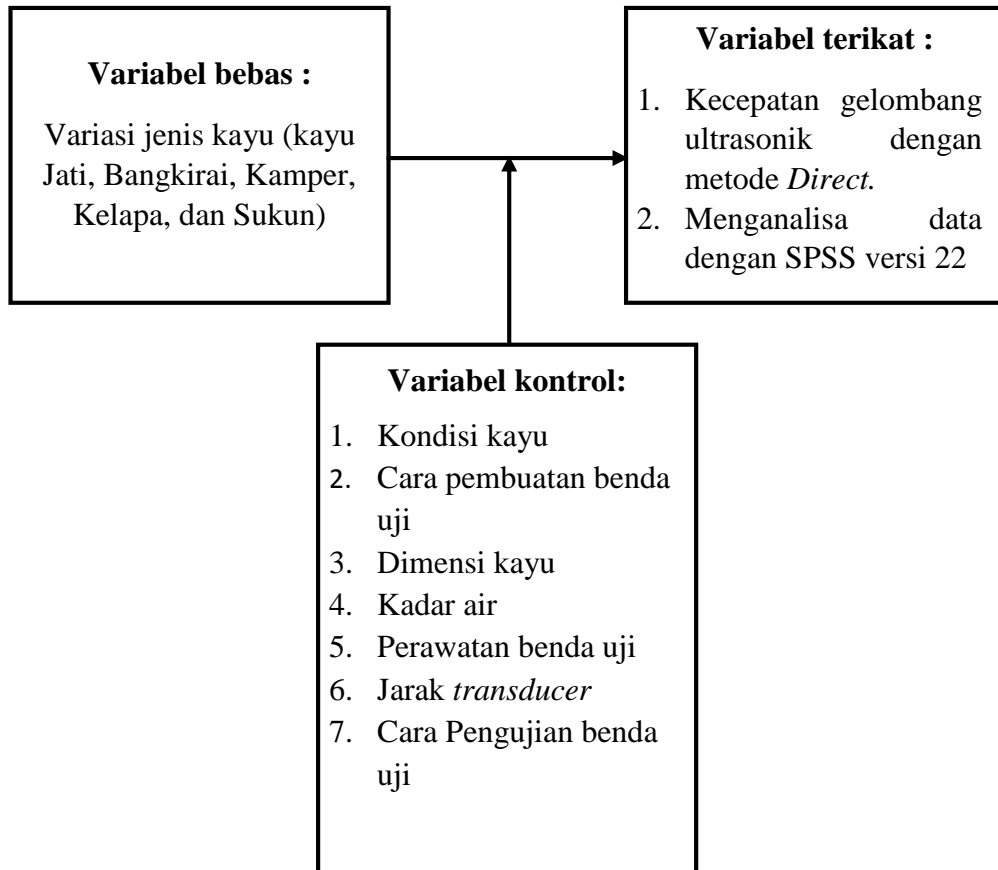 Variabel bebas :
Variasi jenis kayu (kayu
Jati, Bangkirai, Kamper,
Kelapa, dan Sukun)
Variabel terikat :
1. Kecepatan gelombang
ultrasonik dengan
metode Direct.
2. Menganalisa data
dengan SPSS versi 22
Variabel kontrol:
1. Kondisi kayu
2. Cara pembuatan benda
uji
3. Dimensi kayu
4. Kadar air
5. Perawatan benda uji
6. Jarak transducer
7. Cara Pengujian benda
uji